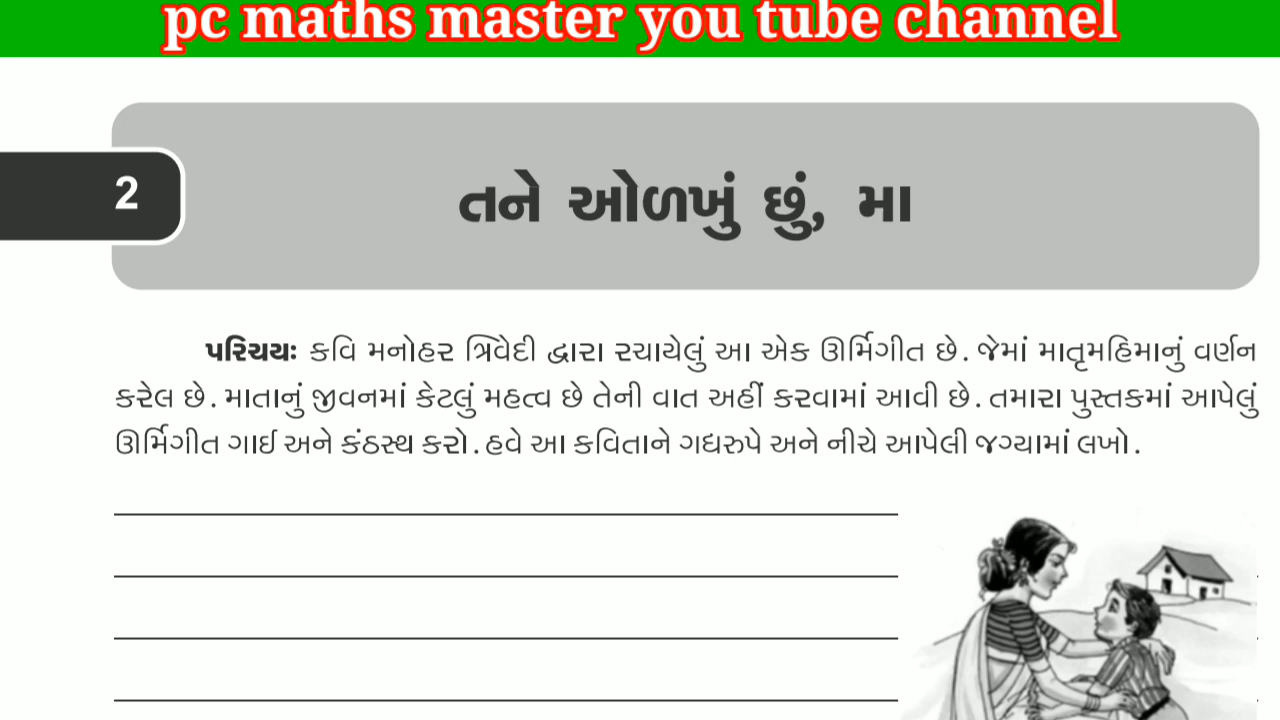 pc maths master you tube channel
2
તને ઓળખું છું, મા
પરિચયઃ કવિ મનોહર ત્રિવેદી દ્વારા રચાયેલું આ એક ઊર્મિગીત છે. જેમાં માતૃમહિમાનું વર્ણન
કરેલ છે. માતાનું જીવનમાં કેટલું મહત્વ છે તેની વાત અહીં કરવામાં આવી છે. તમારા પુસ્તકમાં આપેલું
ઊર્મિગીત ગાઈ અને કંઠસ્થ કરો. હવે આ કવિતાને ગદ્યરુપે અને નીચે આપેલી જગ્યામાં લખો.